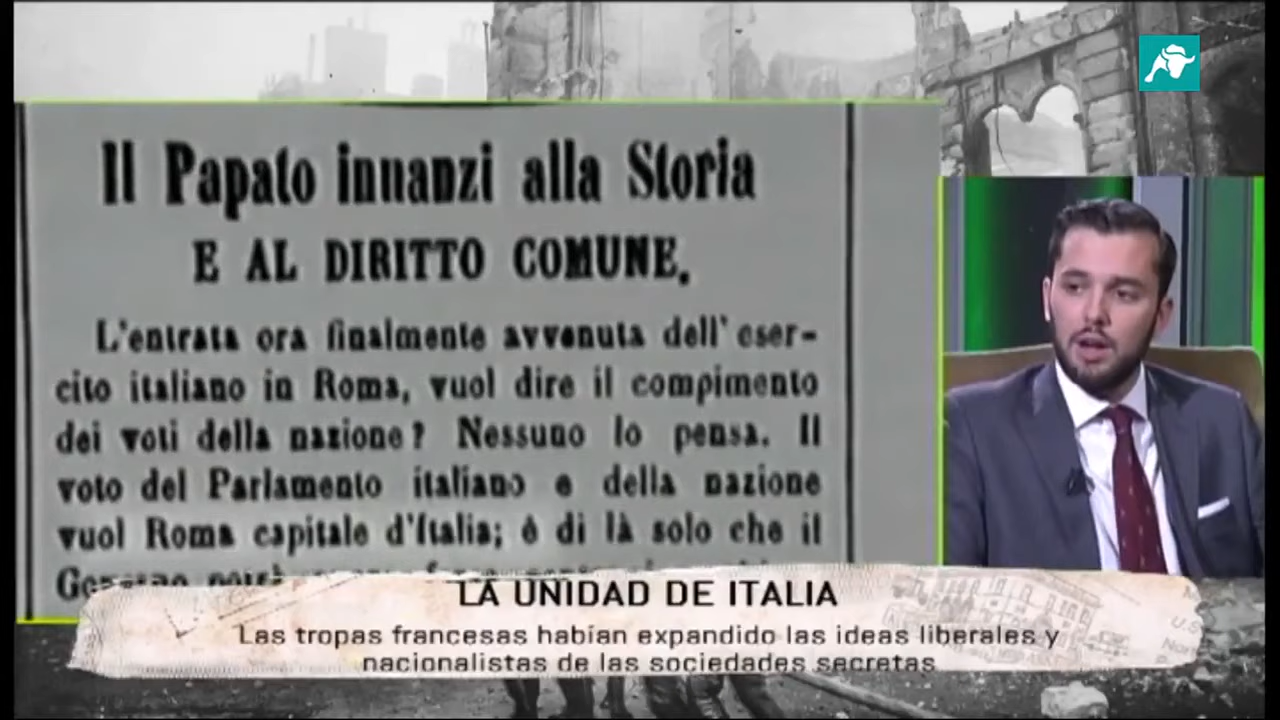 Il Papato innanzi alla Storia
E AL DIRITTO COMUNE.
L'entrata ora finalmente avvenuta dell' eser-
cito italiano in Roma, vuol dire il compimento
dei voti della nazione? Nessuno lo pensa. Il
voto del Parlamento italiano e della nazione
vuol Roma capitale d'Italia; è di là solo che il
LA UNIDAD DE ITALIA
Las tropas francesas habían expandido las ideas liberales y
nacionalistas de las sociedades secretas